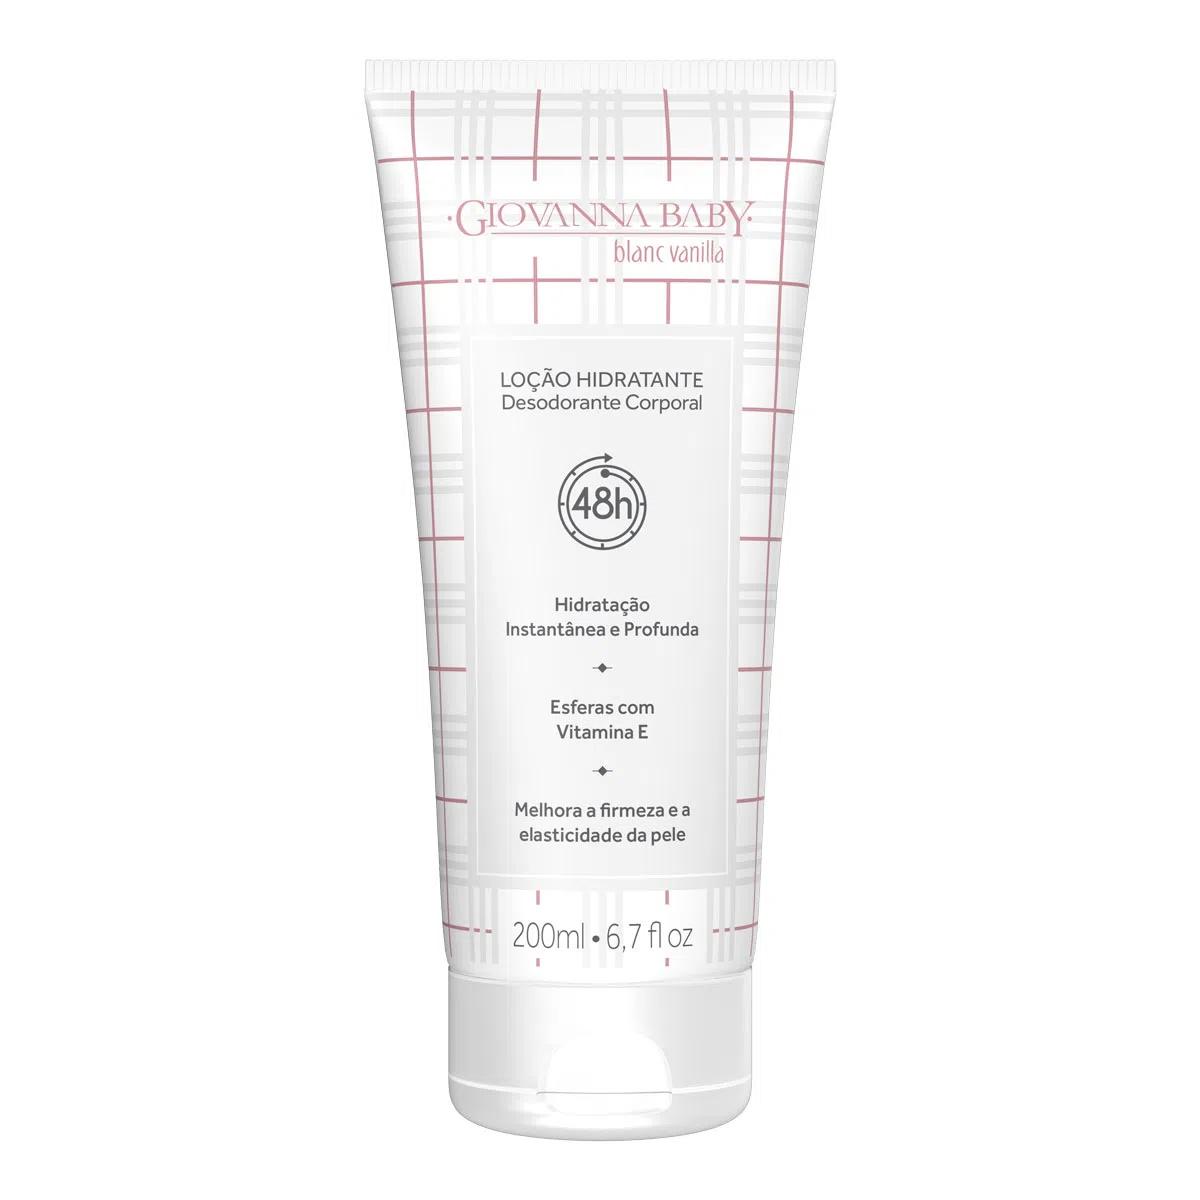 ·GIOVANNA BABY·
blanc vanilla
LOÇÃO HIDRATANTE
Desodorante Corporal
48h
Hidratação
Instantânea e Profunda
Esferas com
Vitamina E
Melhora a firmeza e a
elasticidade da pele
200ml • 6,7 fl oz